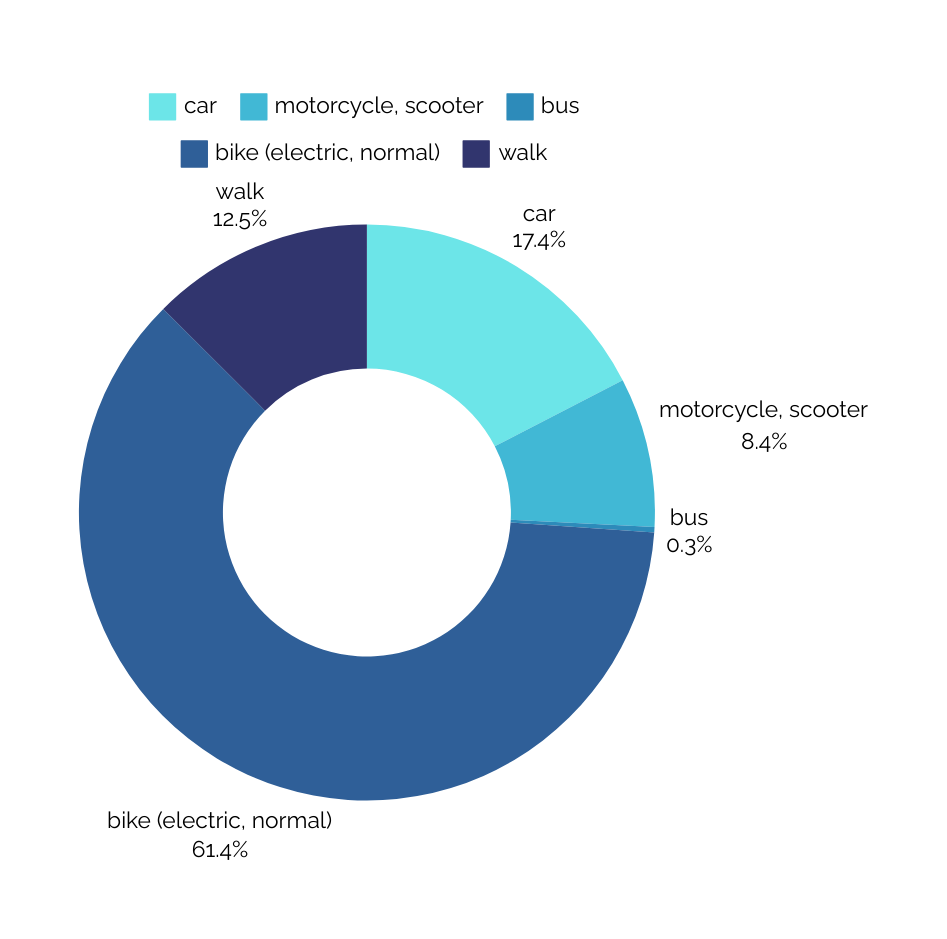 car motorcycle, scooter bus
bike (electric, normal) walk
walk
12.5%
car
17.4%
motorcycle, scooter
8.4%
bus
0.3%
bike (electric, normal)
61.4%